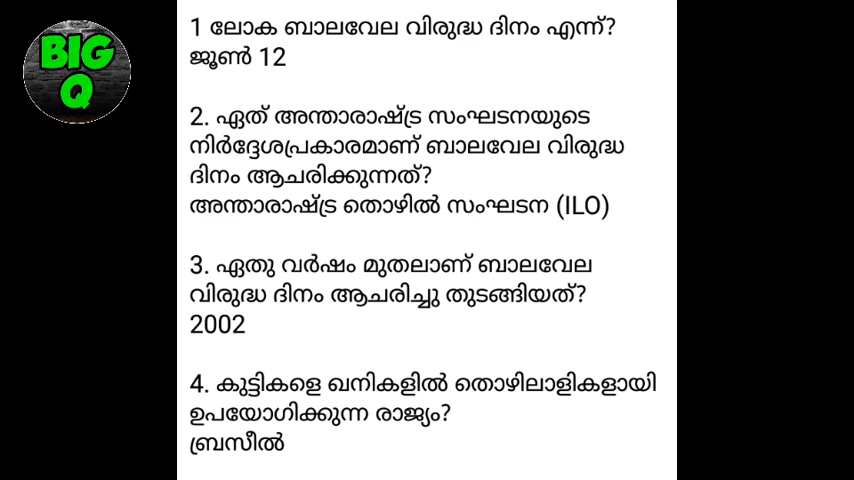 BIG
Q
1 ലോക ബാലവേല വിരുദ്ധ ദിനം എന്ന്?
ജൂൺ 12
2. ഏത് അന്താരാഷ്ട്ര സംഘടനയുടെ
നിർദ്ദേശപ്രകാരമാണ് ബാലവേല വിരുദ്ധ
ദിനം ആചരിക്കുന്നത്?
അന്താരാഷ്ട്ര തൊഴിൽ സംഘടന (ILO)
3. ഏതു വർഷം മുതലാണ് ബാലവേല
വിരുദ്ധ ദിനം ആചരിച്ചു തുടങ്ങിയത്?
2002
4. കുട്ടികളെ ഖനികളിൽ തൊഴിലാളികളായി
ഉപയോഗിക്കുന്ന രാജ്യം?
ബ്രസീൽ